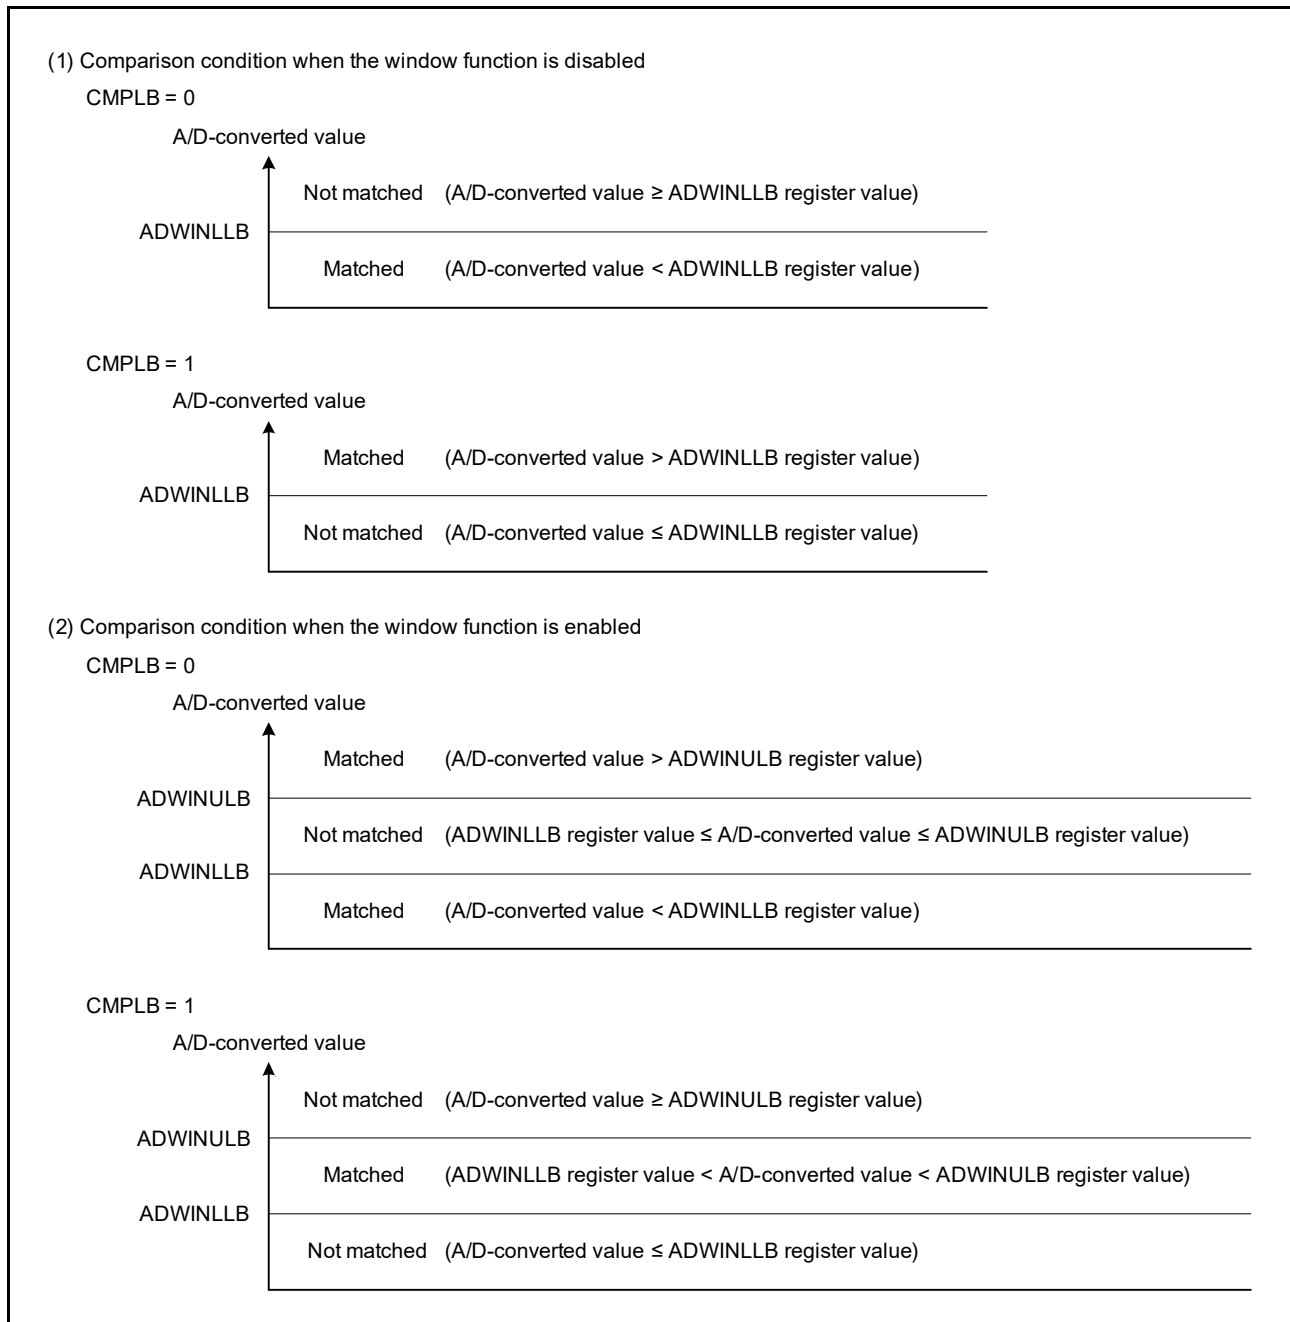 (1) Comparison condition when the window function is disabled
CMPLB = 0
A/D-converted value
Not matched (A/D-converted value ≥ ADWINLLB register value)
ADWINLLB
Matched (A/D-converted value < ADWINLLB register value)
CMPLB = 1
A/D-converted value
Matched (A/D-converted value > ADWINLLB register value)
ADWINLLB
Not matched (A/D-converted value ≤ ADWINLLB register value)
(2) Comparison condition when the window function is enabled
CMPLB = 0
A/D-converted value
Matched (A/D-converted value > ADWINULB register value)
ADWINULB
Not matched (ADWINLLB register value ≤ A/D-converted value ≤ ADWINULB register value)
ADWINLLB
Matched (A/D-converted value < ADWINLLB register value)
CMPLB = 1
A/D-converted value
Not matched (A/D-converted value ≥ ADWINULB register value)
ADWINULB
Matched (ADWINLLB register value < A/D-converted value < ADWINULB register value)
ADWINLLB
Not matched (A/D-converted value ≤ ADWINLLB register value)